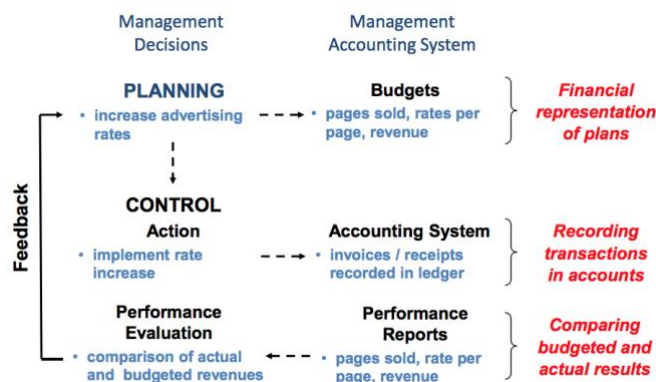 Management
Decisions
Management
Accounting System
PLANNING
• increase advertising
rates
Budgets
• pages sold, rates per
page, revenue
Financial
representation
of plans
Feedback
CONTROL
Action
• implement rate
increase
Accounting System
• invoices / receipts
recorded in ledger
Recording
transactions
in accounts
Performance
Evaluation
• comparison of actual
and budgeted revenues
Performance
Reports
• pages sold, rate per
page, revenue
Comparing
budgeted and
actual results